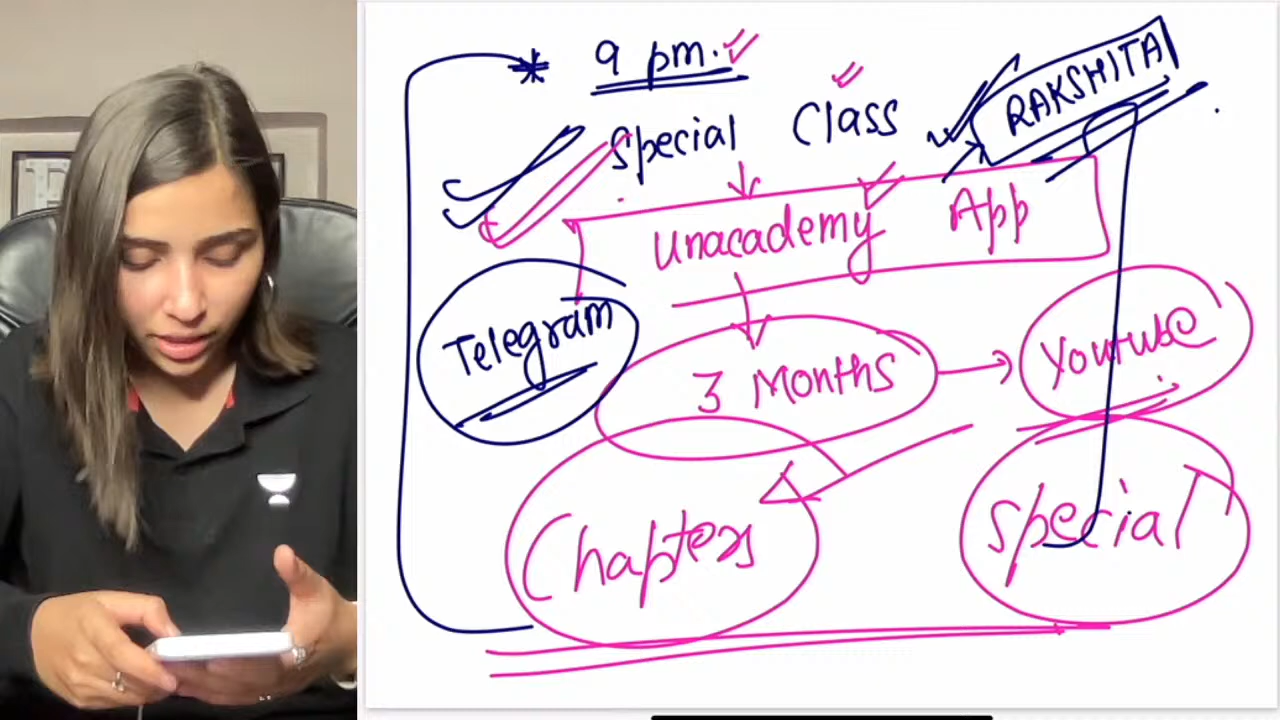 * 9 pm.
RAKSHITA
Special Class
Unacademy App
Telegram
3 Months
Youtube
Chapters
Special